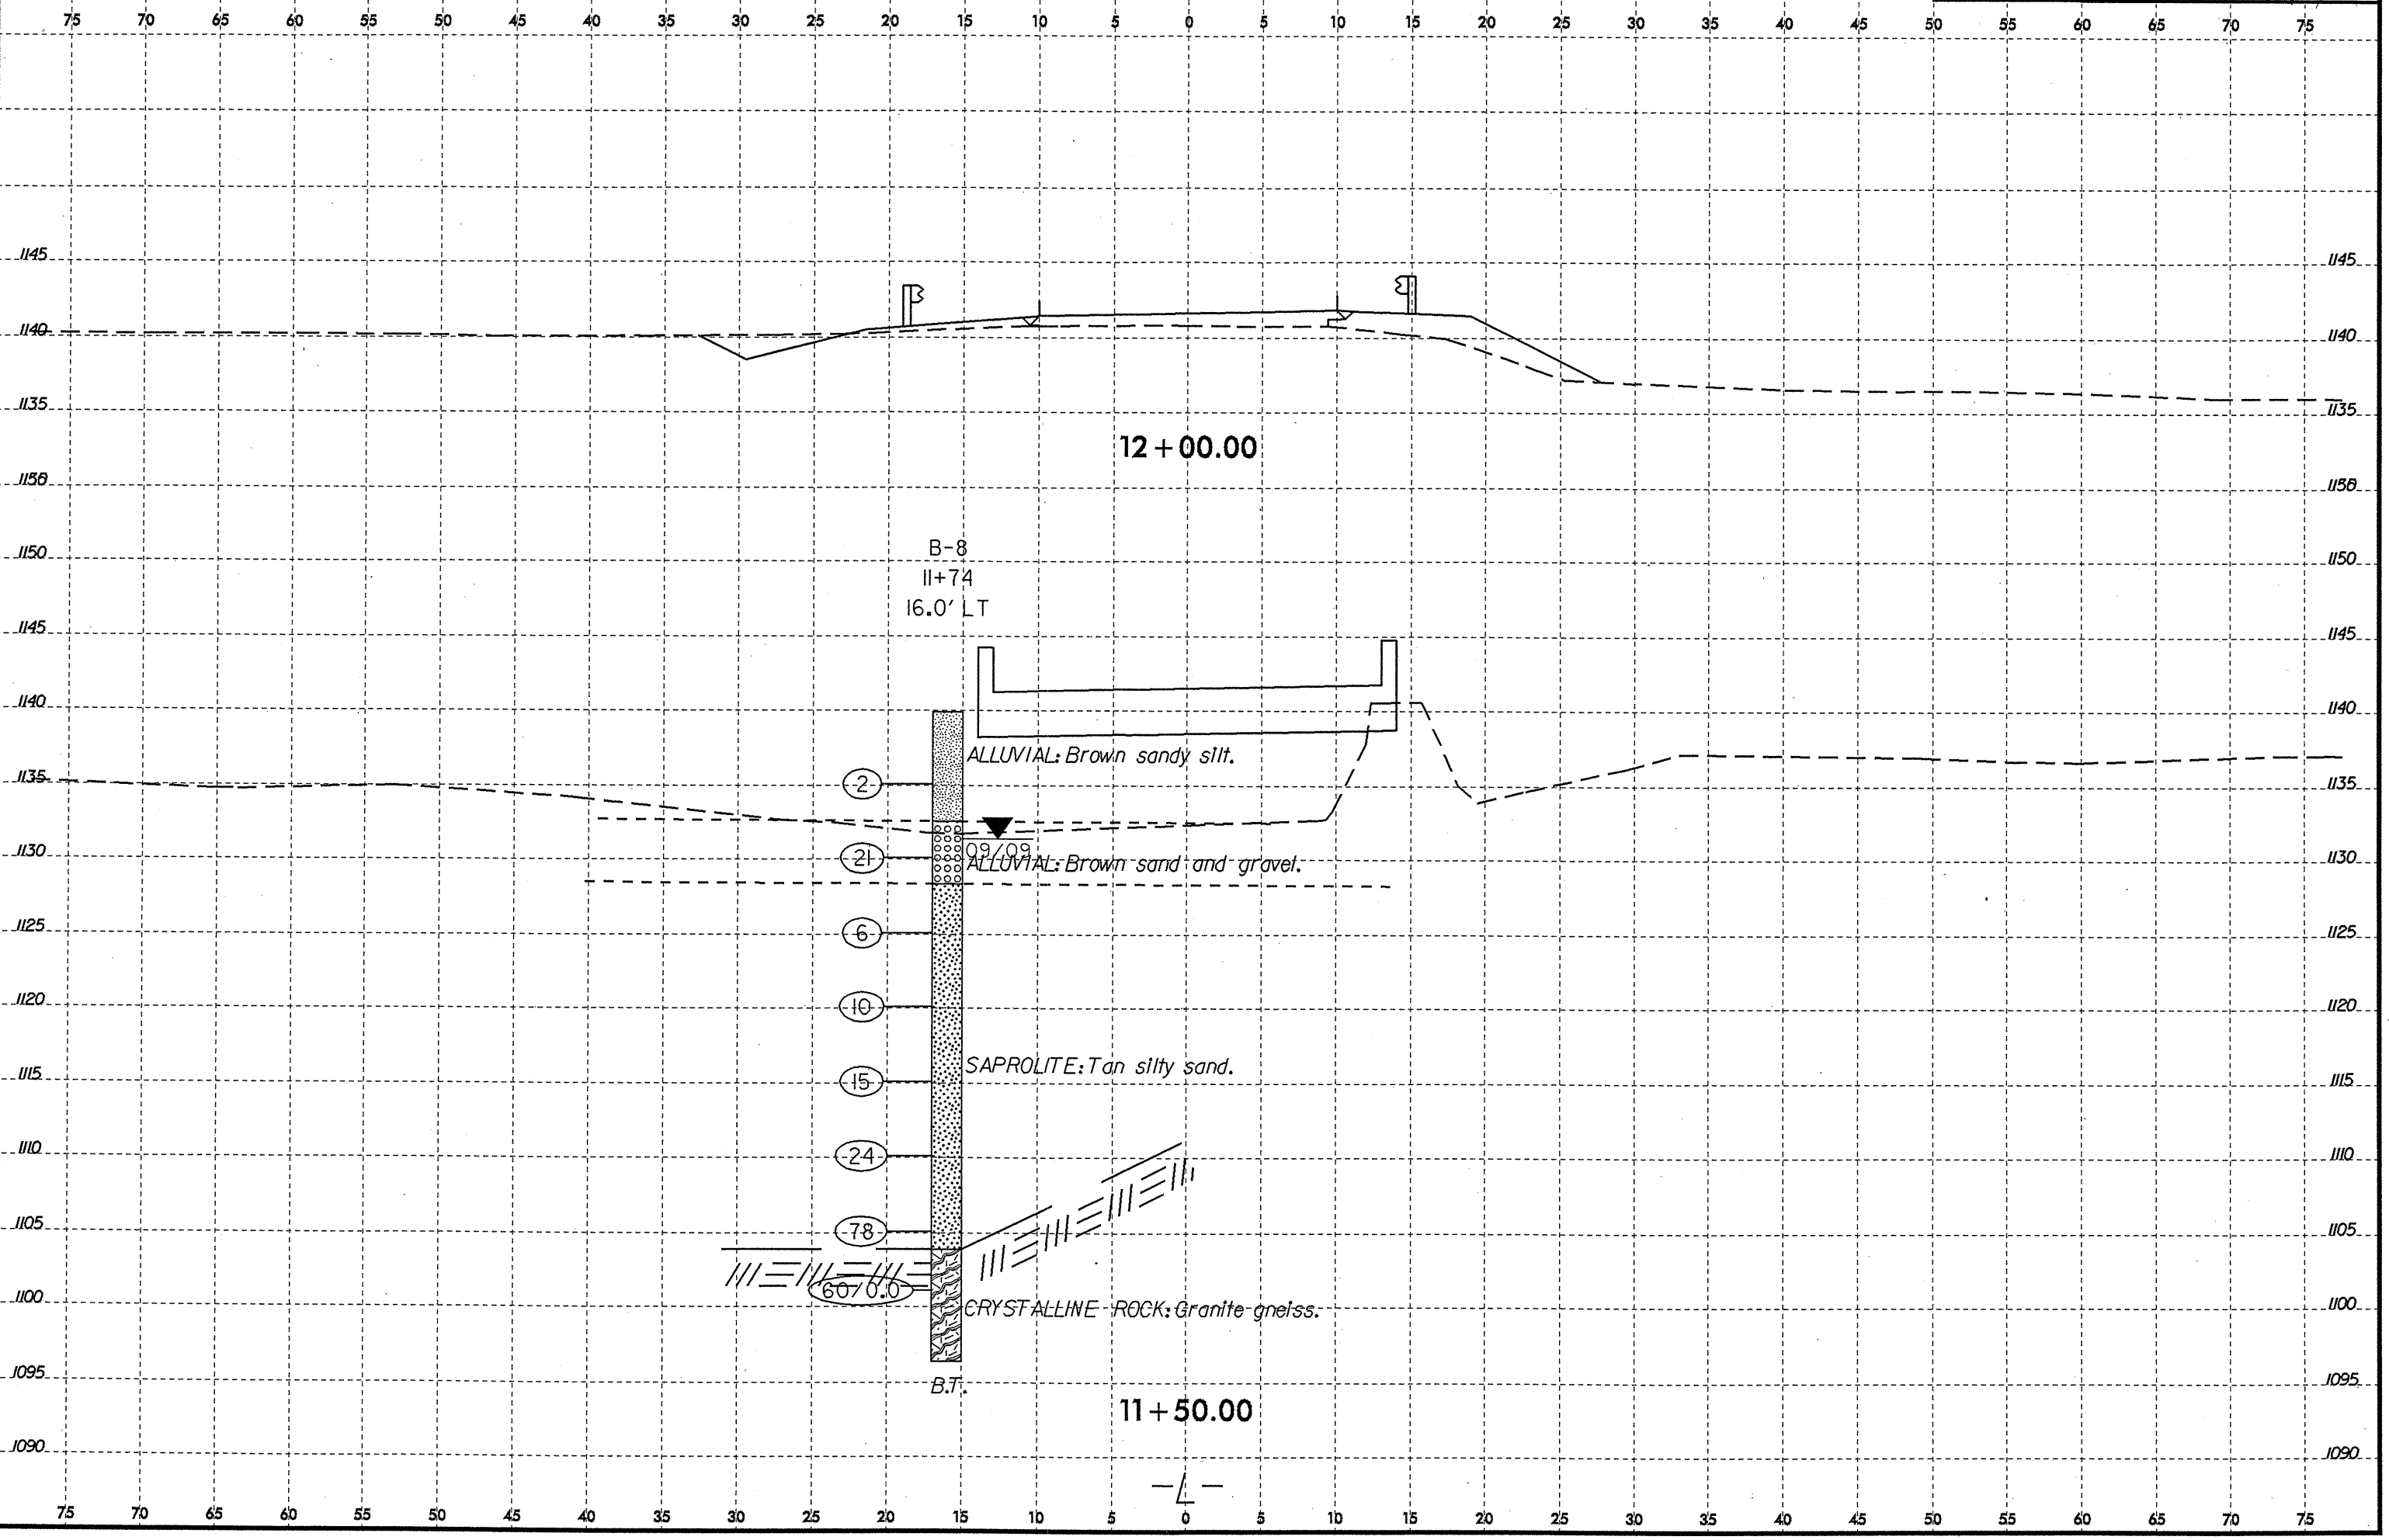 75 70 65 60 55 50 45 40 35 30 25 20 15 10 5 0 5 10 15 20 25 30 35 40 45 50 55 60 65 70 75
1145 1145
1140 1140
1135 1135
12+00.00
1150 1150
B-8
11+74
16.0' LT
1145 1145
1140 1140
ALLUVIAL: Brown sandy silt.
1135 2 1135
09/09
1130 21 1130
ALLUVIAL: Brown sand and gravel.
1125 6 1125
1120 10 1120
SAPROLITE: Tan silty sand.
1115 15 1115
1110 24 1110
1105 78 1105
60/0.0
1100 1100
CRYSTALLINE ROCK: Granite gneiss.
1095 1095
B.T.
11+50.00
1090 1090
-L-
75 70 65 60 55 50 45 40 35 30 25 20 15 10 5 0 5 10 15 20 25 30 35 40 45 50 55 60 65 70 75